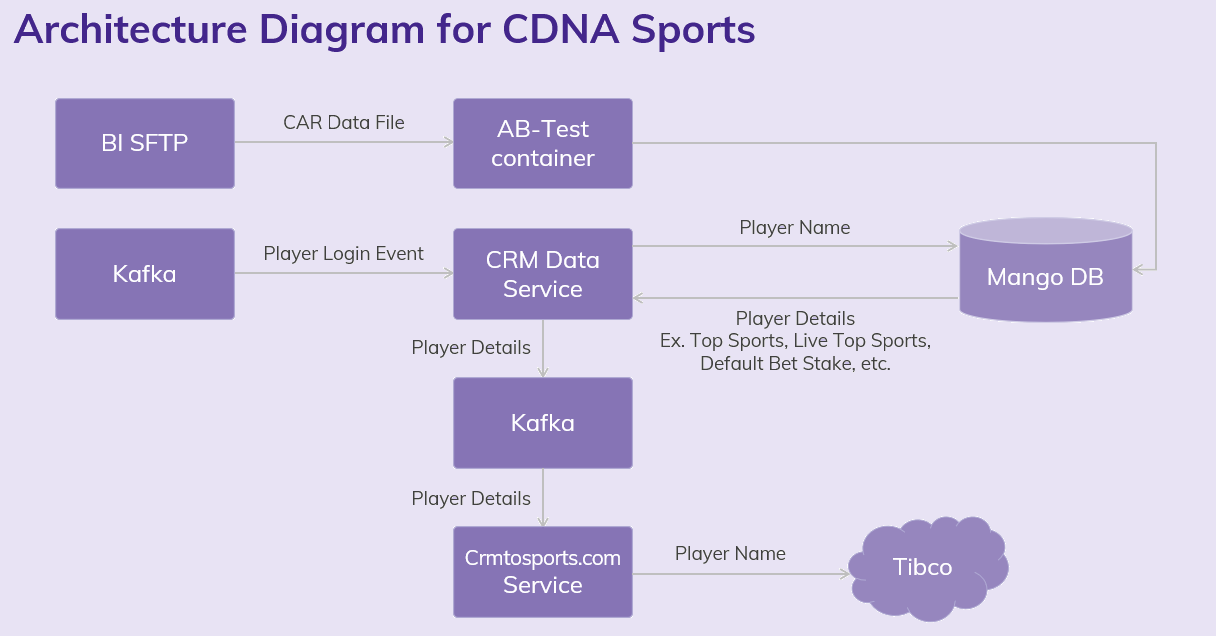 Architecture Diagram for CDNA Sports
BI SFTP
CAR Data File
AB-Test
container
Kafka
Player Login Event
CRM Data
Service
Player Name
Mango DB
Player Details
Ex. Top Sports, Live Top Sports,
Default Bet Stake, etc.
Player Details
Kafka
Player Details
Crmtosports.com
Service
Player Name
Tibco